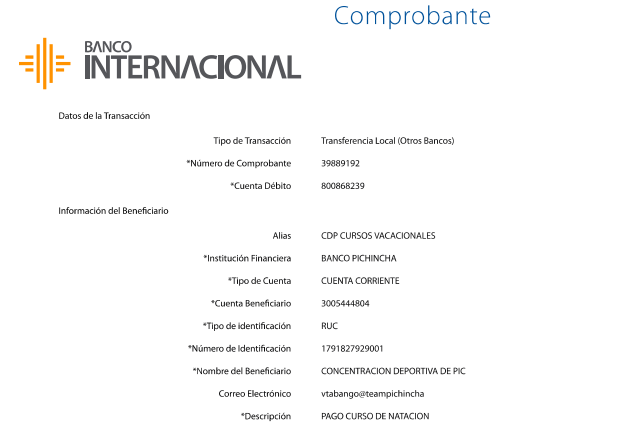 Comprobante
BANCO
INTERNACIONAL
Datos de la Transacción
Tipo de Transacción Transferencia Local (Otros Bancos)
*Número de Comprobante 39889192
*Cuenta Débito 800868239
Información del Beneficiario
Alias CDP CURSOS VACACIONALES
*Institución Financiera BANCO PICHINCHA
*Tipo de Cuenta CUENTA CORRIENTE
*Cuenta Beneficiario 3005444804
*Tipo de identificación RUC
*Número de Identificación 1791827929001
*Nombre del Beneficiario CONCENTRACION DEPORTIVA DE PIC
Correo Electrónico vtabango@teampichincha
*Descripción PAGO CURSO DE NATACION